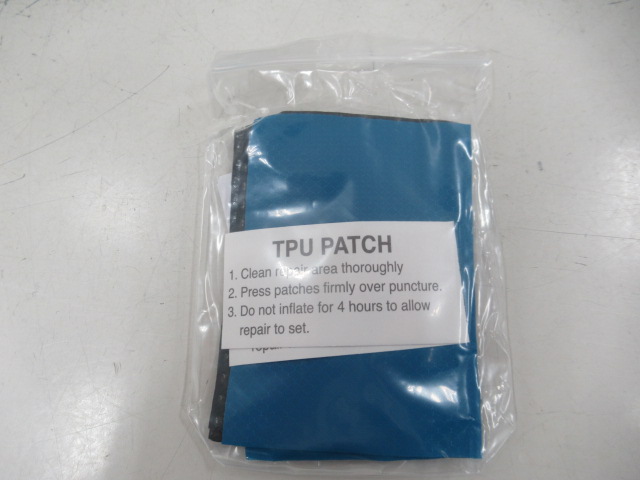 TPU PATCH
1. Clean repair area thoroughly
2. Press patches firmly over puncture.
3. Do not inflate for 4 hours to allow
repair to set.